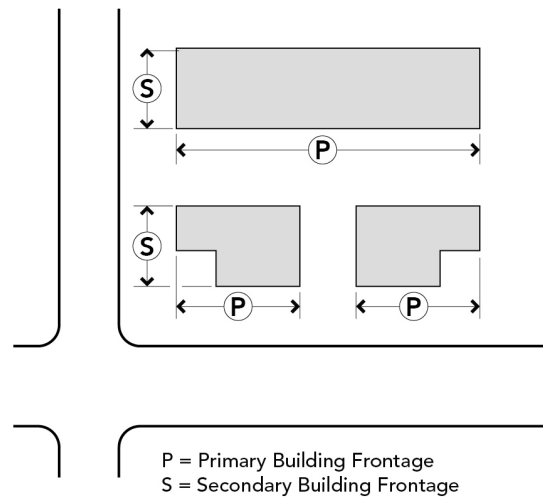 S
P
S
P
P
P = Primary Building Frontage
S = Secondary Building Frontage